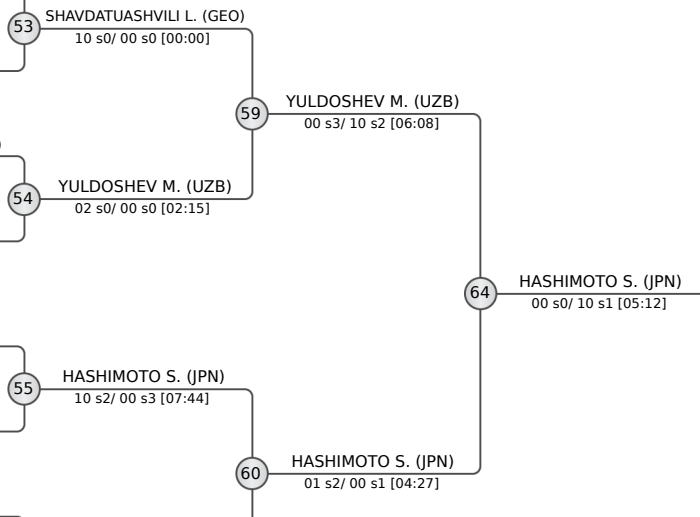 53
SHAVDATUASHVILI L. (GEO)
10 s0/ 00 s0 [00:00]
59
YULDOSHEV M. (UZB)
00 s3/ 10 s2 [06:08]
54
YULDOSHEV M. (UZB)
02 s0/ 00 s0 [02:15]
64
HASHIMOTO S. (JPN)
00 s0/ 10 s1 [05:12]
55
HASHIMOTO S. (JPN)
10 s2/ 00 s3 [07:44]
60
HASHIMOTO S. (JPN)
01 s2/ 00 s1 [04:27]